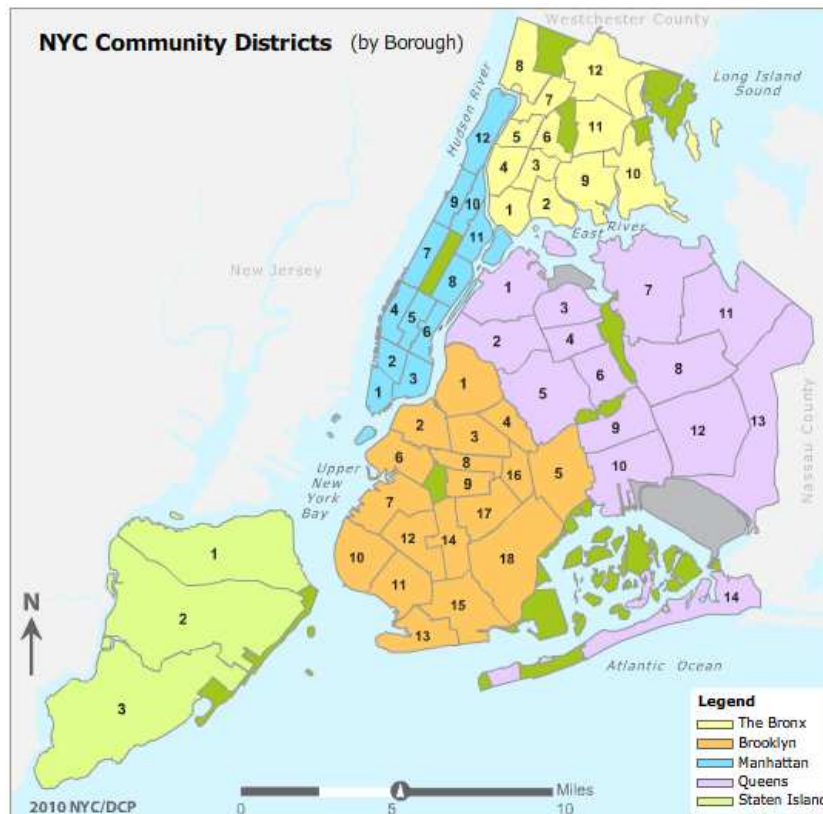 NYC Community Districts (by Borough)
Westchester County
Long Island
Sound
Hudson River
8
12
7
12
5
6
11
4
3
9
10
1
2
9
10
11
7
8
4
5
6
2
3
1
East River
New Jersey
1
3
7
11
2
4
8
6
5
9
12
13
10
14
Nassau County
1
2
3
4
8
6
9
16
5
7
17
12
14
10
11
18
15
13
Upper
New
York
Bay
1
2
3
N
Atlantic Ocean
Legend
The Bronx
Brooklyn
Manhattan
Queens
Staten Island
Miles
0
5
10
2010 NYC/DCP